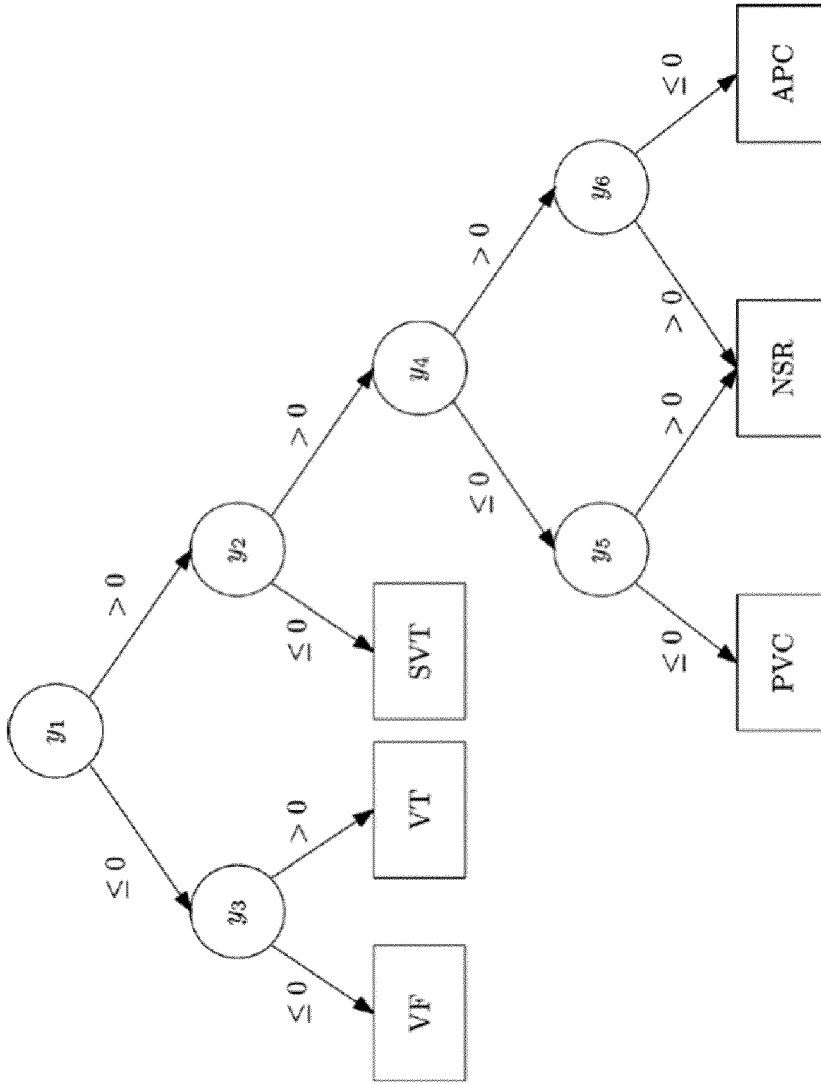 y₁
≤ 0
> 0
y₃
y₂
≤ 0
> 0
≤ 0
> 0
VF
VT
SVT
y₄
≤ 0
> 0
y₅
y₆
≤ 0
> 0
> 0
≤ 0
PVC
NSR
APC